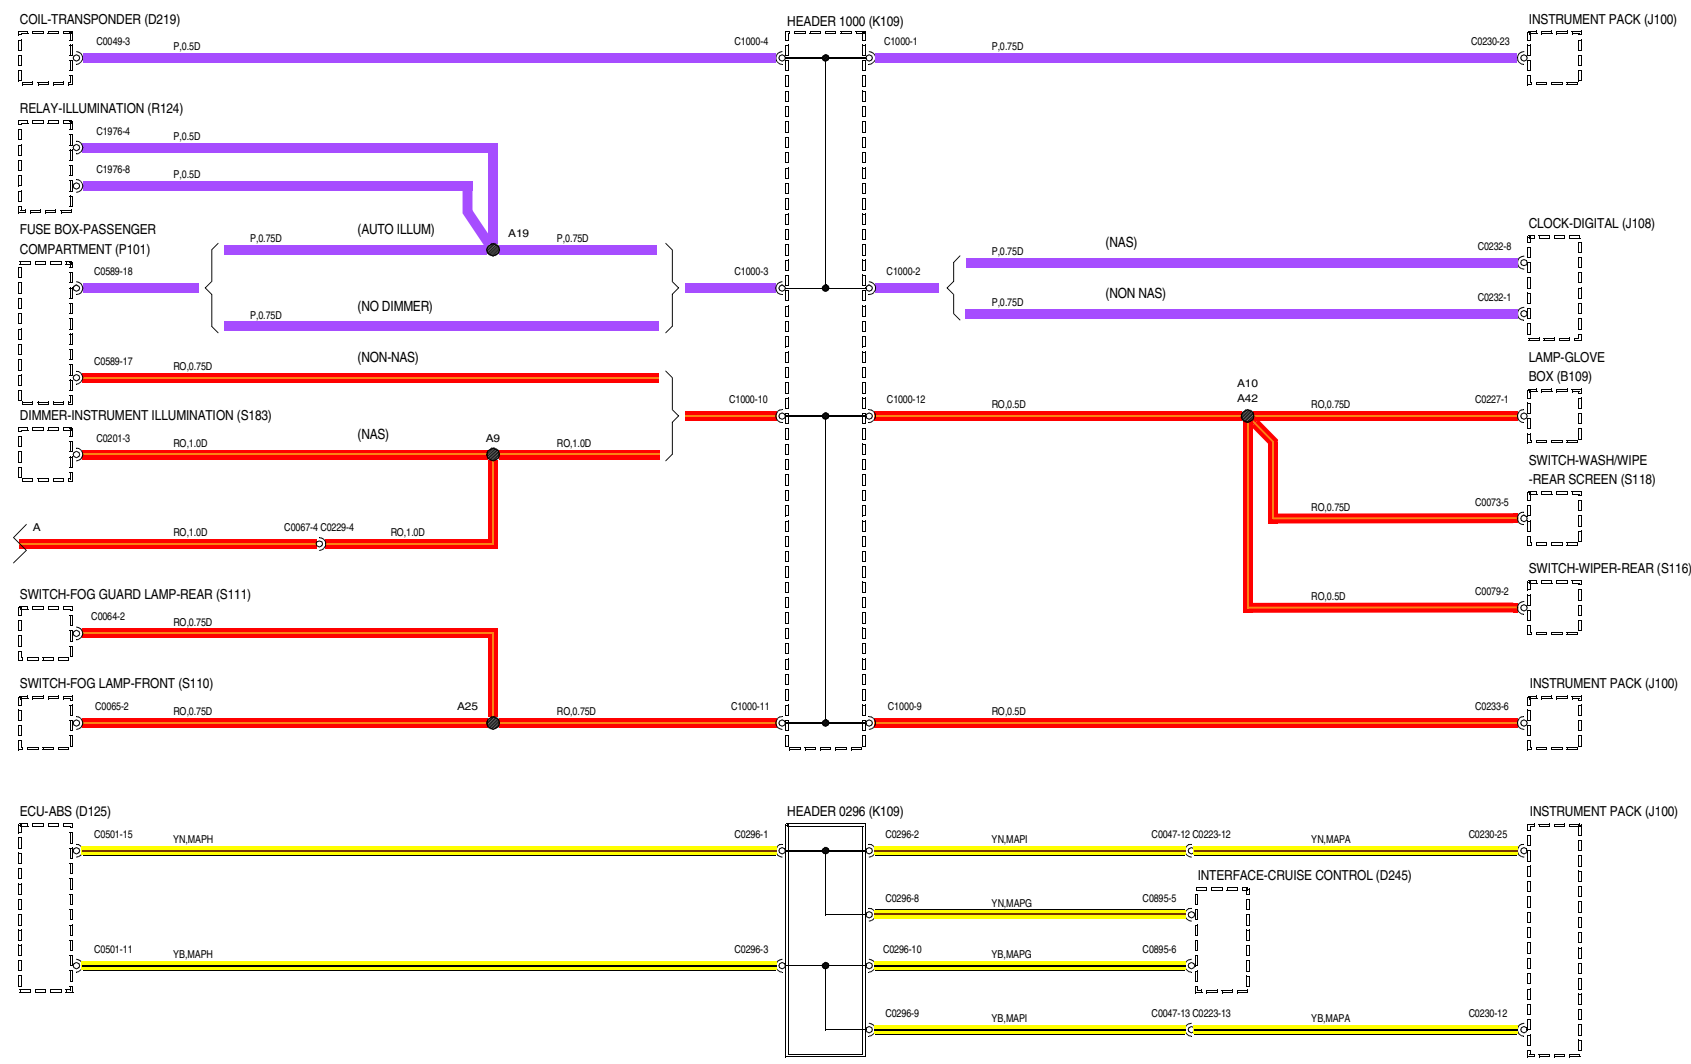 COIL-TRANSPONDER (D219)
HEADER 1000 (K109)
INSTRUMENT PACK (J100)
C0049-3
P,0.5D
C1000-4
C1000-1
P,0.75D
C0230-23
RELAY-ILLUMINATION (R124)
C1976-4
P,0.5D
C1976-8
P,0.5D
FUSE BOX-PASSENGER
COMPARTMENT (P101)
(AUTO ILLUM)
A19
P,0.75D
P,0.75D
C0589-18
C1000-3
C1000-2
(NO DIMMER)
P,0.75D
CLOCK-DIGITAL (J108)
(NAS)
P,0.75D
C0232-8
(NON NAS)
P,0.75D
C0232-1
C0589-17
RO,0.75D
(NON-NAS)
LAMP-GLOVE
BOX (B109)
C1000-10
C1000-12
RO,0.5D
A10
A42
RO,0.75D
C0227-1
DIMMER-INSTRUMENT ILLUMINATION (S183)
C0201-3
RO,1.0D
(NAS)
A9
RO,1.0D
SWITCH-WASH/WIPE
-REAR SCREEN (S118)
RO,0.75D
C0073-5
A
RO,1.0D
C0067-4 C0229-4
RO,1.0D
SWITCH-WIPER-REAR (S116)
RO,0.5D
C0079-2
SWITCH-FOG GUARD LAMP-REAR (S111)
C0064-2
RO,0.75D
SWITCH-FOG LAMP-FRONT (S110)
INSTRUMENT PACK (J100)
C0065-2
RO,0.75D
A25
RO,0.75D
C1000-11
C1000-9
RO,0.5D
C0233-6
ECU-ABS (D125)
HEADER 0296 (K109)
INSTRUMENT PACK (J100)
C0501-15
YN,MAPH
C0296-1
C0296-2
YN,MAPI
C0047-12 C0223-12
YN,MAPA
C0230-25
INTERFACE-CRUISE CONTROL (D245)
C0296-8
YN,MAPG
C0895-5
C0501-11
YB,MAPH
C0296-3
C0296-10
YB,MAPG
C0895-6
C0296-9
YB,MAPI
C0047-13 C0223-13
YB,MAPA
C0230-12